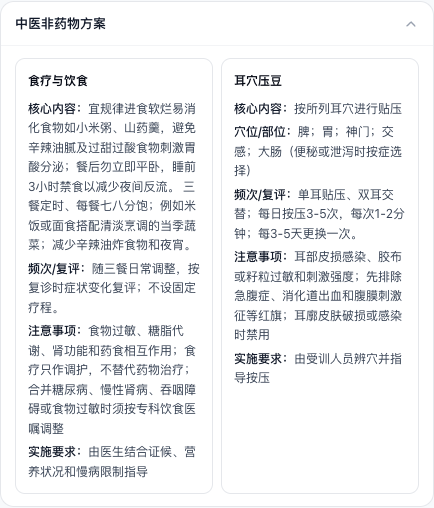 中医非药物方案
食疗与饮食
核心内容：宜规律进食软烂易消
化食物如小米粥、山药羹，避免
辛辣油腻及过甜过酸食物刺激胃
酸分泌；餐后勿立即平卧，睡前
3小时禁食以减少夜间反流。 三
餐定时、每餐七八分饱；例如米
饭或面食搭配清淡烹调的当季蔬
菜；减少辛辣油炸食物和夜宵。
频次/复评：随三餐日常调整，按
复诊时症状变化复评；不设固定
疗程。
注意事项：食物过敏、糖脂代
谢、肾功能和药食相互作用；食
疗只作调护，不替代药物治疗；
合并糖尿病、慢性肾病、吞咽障
碍或食物过敏时须按专科饮食医
嘱调整
实施要求：由医生结合证候、营
养状况和慢病限制指导
耳穴压豆
核心内容：按所列耳穴进行贴压
穴位/部位：脾；胃；神门；交
感；大肠（便秘或泄泻时按症选
择）
频次/复评：单耳贴压、双耳交
替；每日按压3-5次，每次1-2分
钟；每3-5天更换一次。
注意事项：耳部皮损感染、胶布
或籽粒过敏和刺激强度；先排除
急腹症、消化道出血和腹膜刺激
征等红旗；耳廓皮肤破损或感染
时禁用
实施要求：由受训人员辨穴并指
导按压